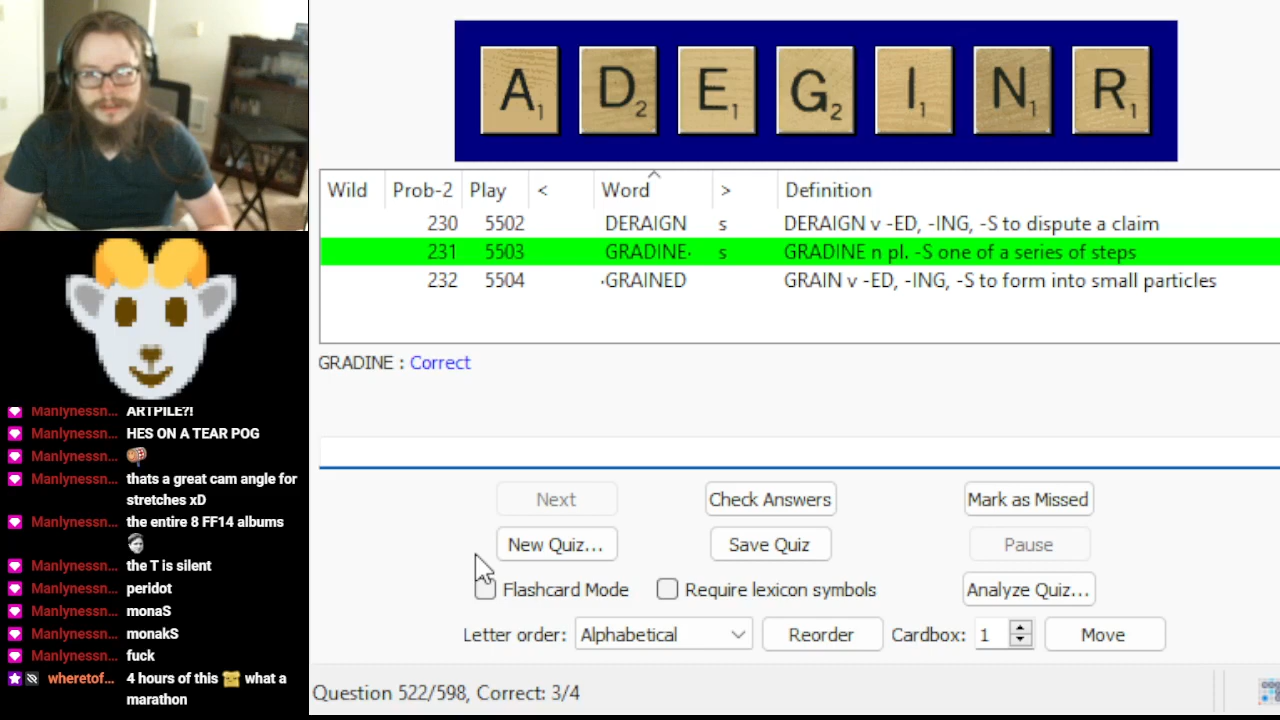 A1 D2 E1 G2 I1 N1 R1
Wild Prob-2 Play < Word > Definition
230 5502 DERAIGN s DERAIGN v -ED, -ING, -S to dispute a claim
231 5503 GRADINE· s GRADINE n pl. -S one of a series of steps
232 5504 ·GRAINED GRAIN v -ED, -ING, -S to form into small particles
GRADINE : Correct
Next Check Answers Mark as Missed
New Quiz... Save Quiz Pause
Flashcard Mode Require lexicon symbols Analyze Quiz...
Letter order: Alphabetical Reorder Cardbox: 1 Move
Question 522/598, Correct: 3/4
Manlynessn... ARTPILE?!
Manlynessn... HES ON A TEAR POG
Manlynessn...
Manlynessn... thats a great cam angle for
stretches xD
Manlynessn... the entire 8 FF14 albums
Manlynessn... the T is silent
Manlynessn... peridot
Manlynessn... monaS
Manlynessn... monakS
Manlynessn... fuck
wheretof... 4 hours of this what a
marathon